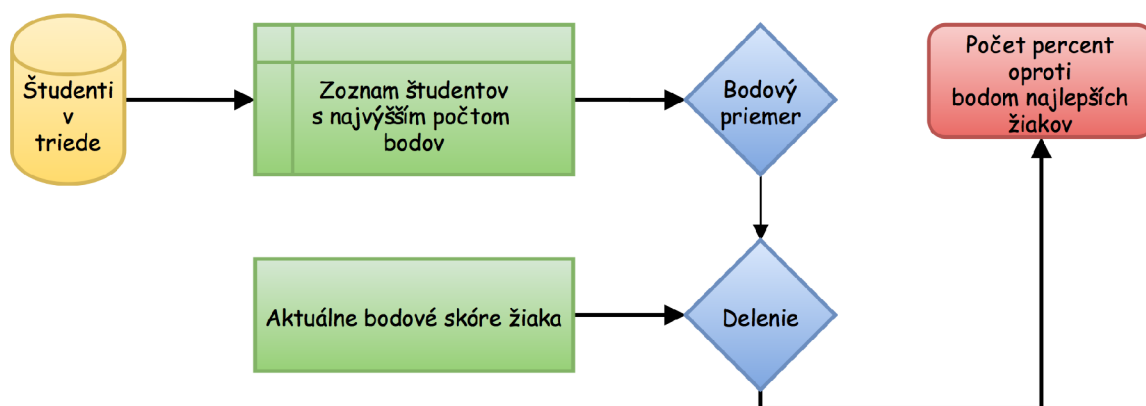 Študenti
v
triede
Zoznam študentov
s najvýšším počtom
bodov
Bodový
priemer
Počet percent
oproti
bodom najlepších
žiakov
Aktuálne bodové skóre žiaka
Delenie